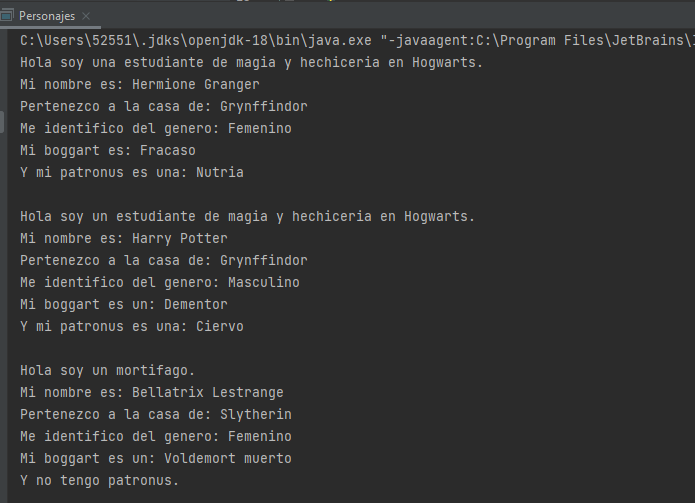 Personajes
C:\Users\52551\.jdks\openjdk-18\bin\java.exe "-javaagent:C:\Program Files\JetBrains\
Hola soy una estudiante de magia y hechiceria en Hogwarts.
Mi nombre es: Hermione Granger
Pertenezco a la casa de: Grynffindor
Me identifico del genero: Femenino
Mi boggart es: Fracaso
Y mi patronus es una: Nutria
Hola soy un estudiante de magia y hechiceria en Hogwarts.
Mi nombre es: Harry Potter
Pertenezco a la casa de: Grynffindor
Me identifico del genero: Masculino
Mi boggart es un: Dementor
Y mi patronus es una: Ciervo
Hola soy un mortifago.
Mi nombre es: Bellatrix Lestrange
Pertenezco a la casa de: Slytherin
Me identifico del genero: Femenino
Mi boggart es un: Voldemort muerto
Y no tengo patronus.